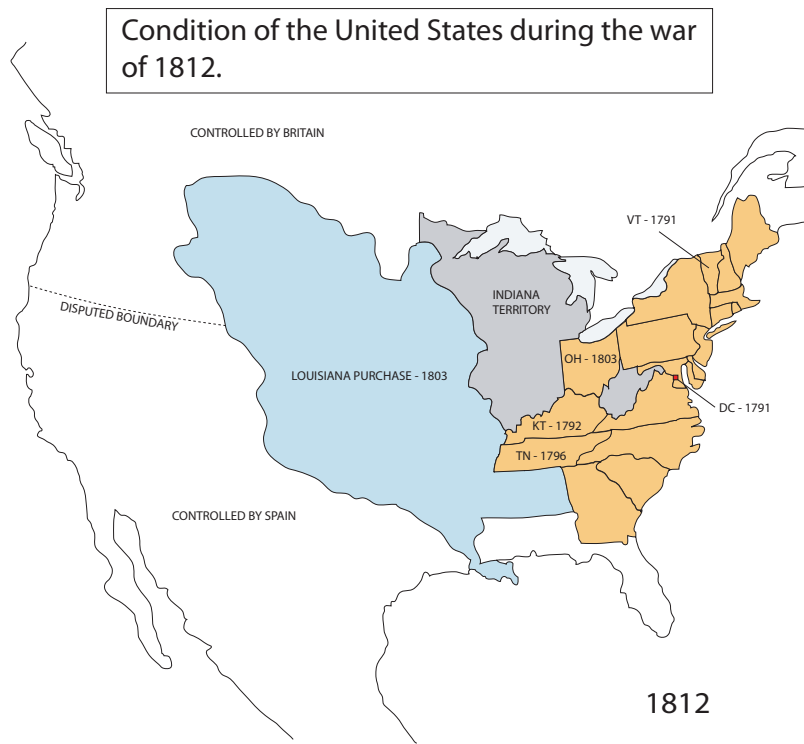 Condition of the United States during the war
of 1812.
CONTROLLED BY BRITAIN
VT - 1791
INDIANA
TERRITORY
DISPUTED BOUNDARY
OH - 1803
LOUISIANA PURCHASE - 1803
DC - 1791
KT - 1792
TN - 1796
CONTROLLED BY SPAIN
1812